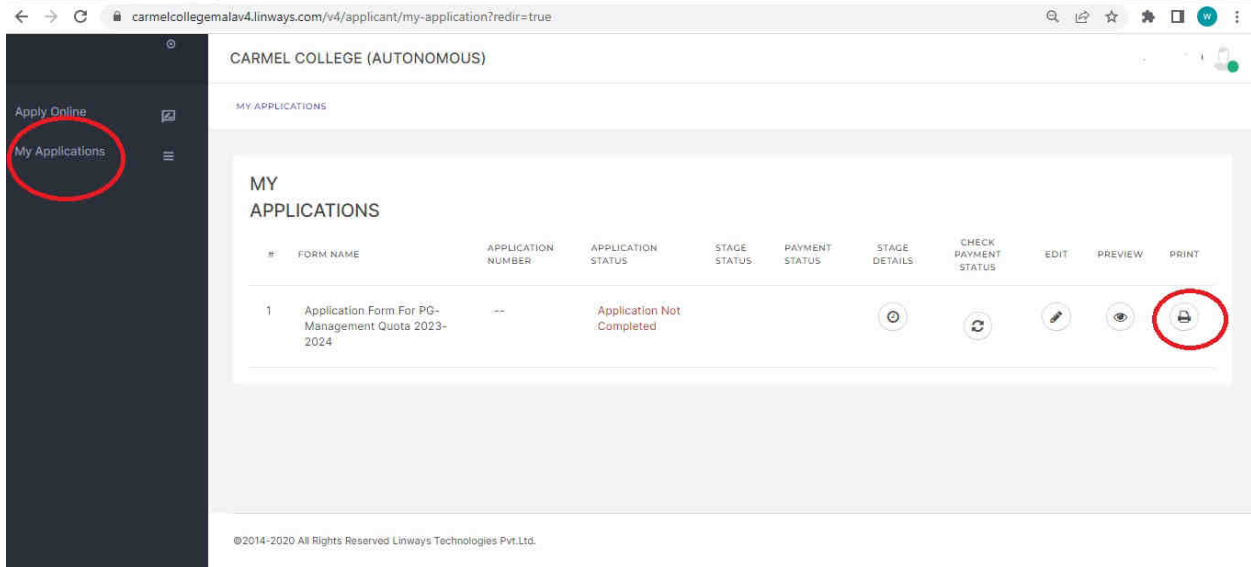 carmelcollegemalav4.linways.com/v4/applicant/my-application?redir=true
W
CARMEL COLLEGE (AUTONOMOUS)
Apply Online
My Applications
MY APPLICATIONS
MY
APPLICATIONS
# FORM NAME APPLICATION NUMBER APPLICATION STATUS STAGE STATUS PAYMENT STATUS STAGE DETAILS CHECK PAYMENT STATUS EDIT PREVIEW PRINT
1 Application Form For PG- -- Application Not
Management Quota 2023- Completed
2024
©2014-2020 All Rights Reserved Linways Technologies Pvt.Ltd.